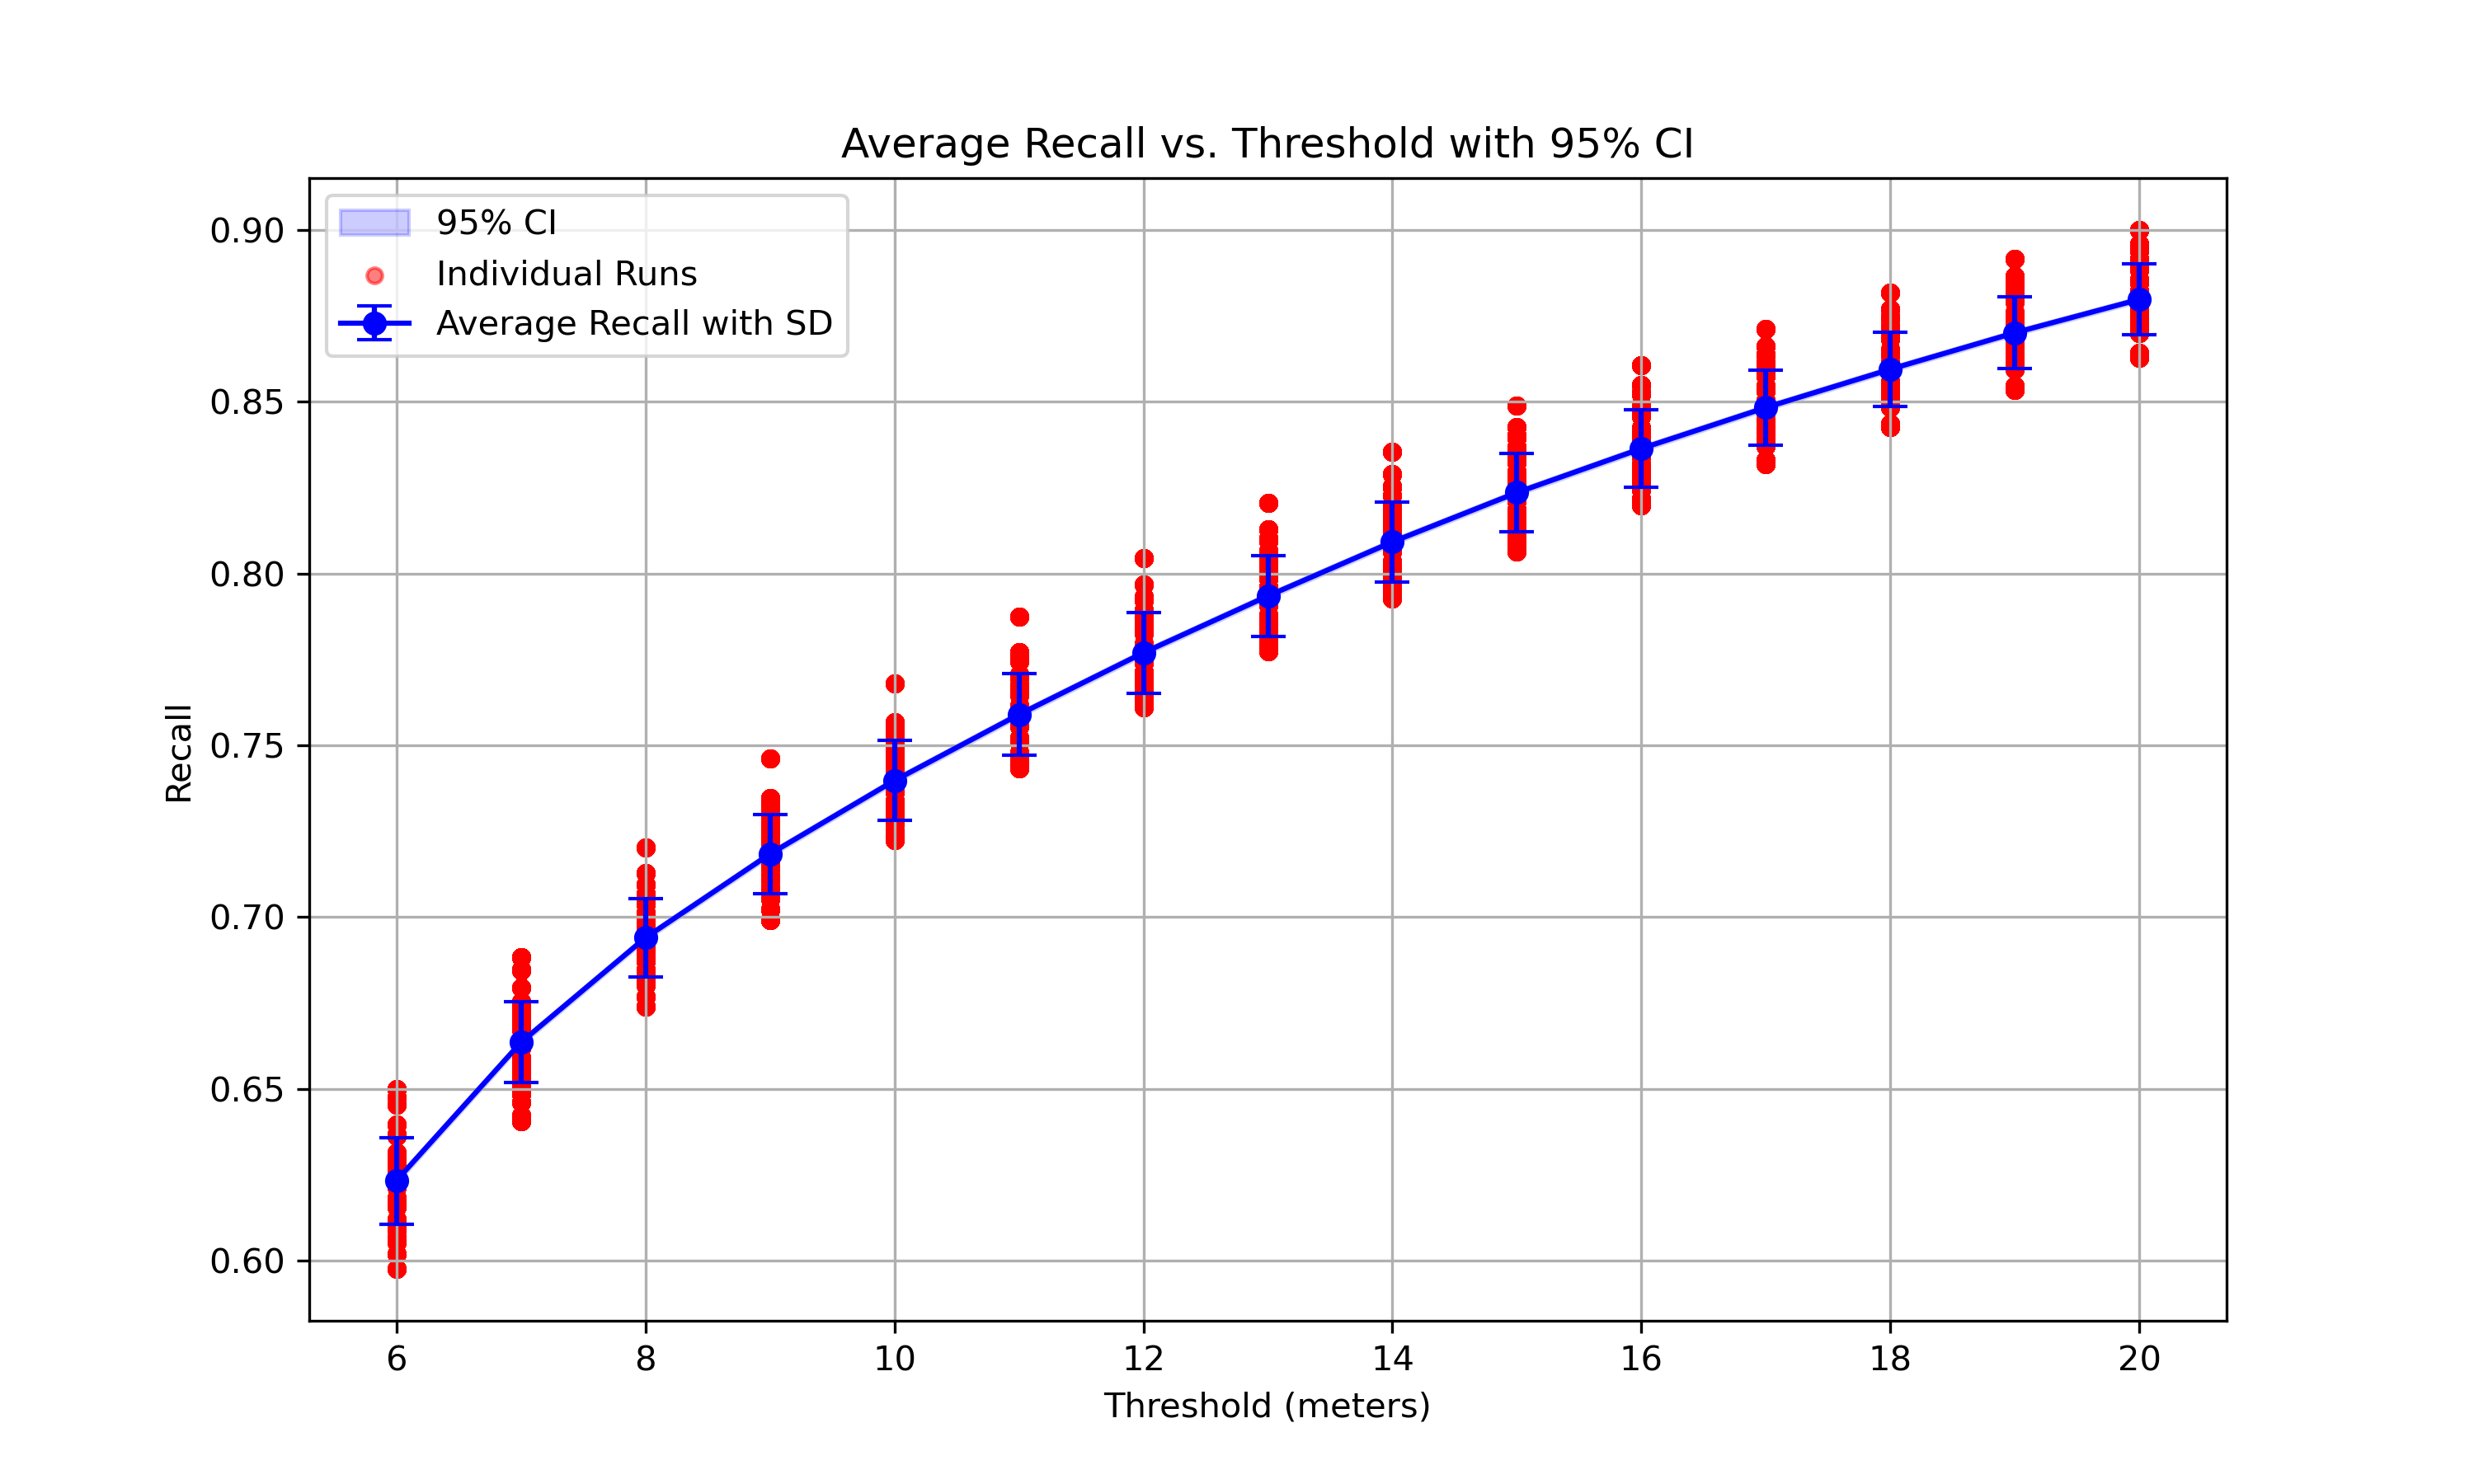 Average Recall vs. Threshold with 95% CI
95% CI
Individual Runs
Average Recall with SD
Recall
0.90
0.85
0.80
0.75
0.70
0.65
0.60
6 8 10 12 14 16 18 20
Threshold (meters)